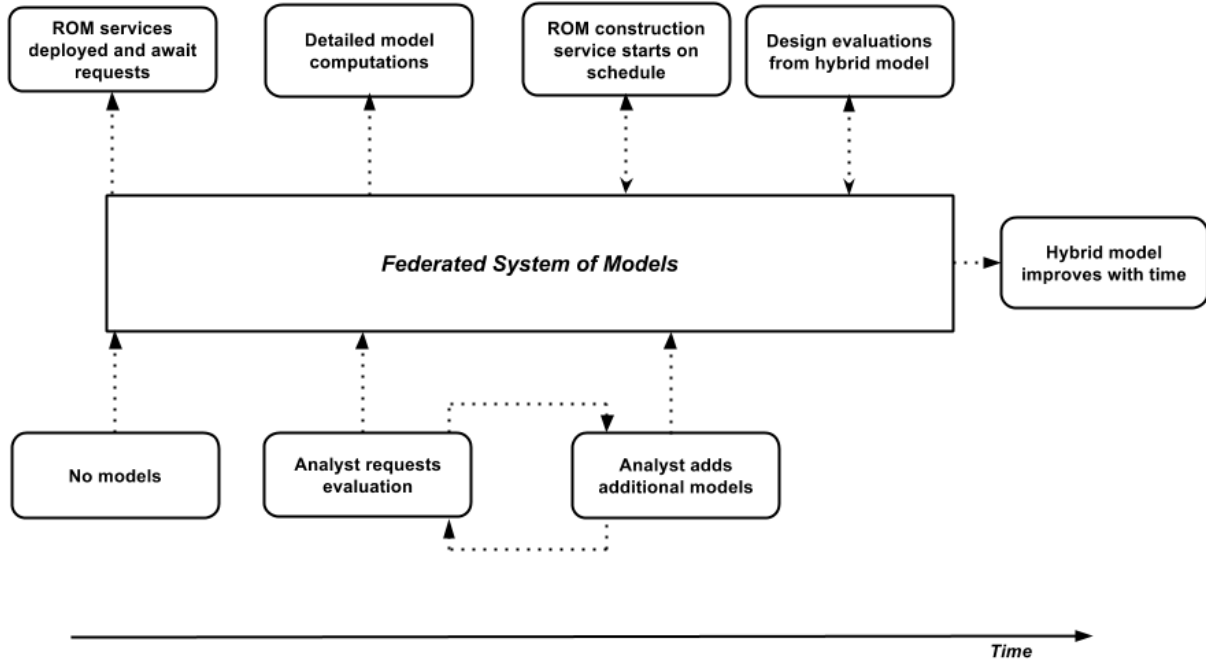 ROM services
deployed and await
requests
Detailed model
computations
ROM construction
service starts on
schedule
Design evaluations
from hybrid model
Federated System of Models
Hybrid model
improves with time
No models
Analyst requests
evaluation
Analyst adds
additional models
Time